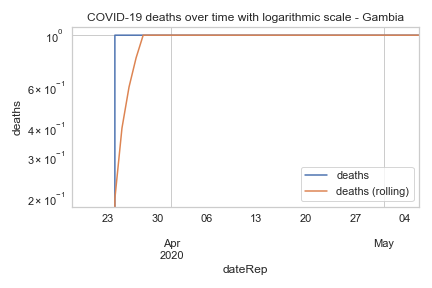 COVID-19 deaths over time with logarithmic scale - Gambia
deaths
10⁰
6 × 10⁻¹
4 × 10⁻¹
3 × 10⁻¹
2 × 10⁻¹
deaths
deaths (rolling)
23 30 06 13 20 27 04
Apr May
2020
dateRep